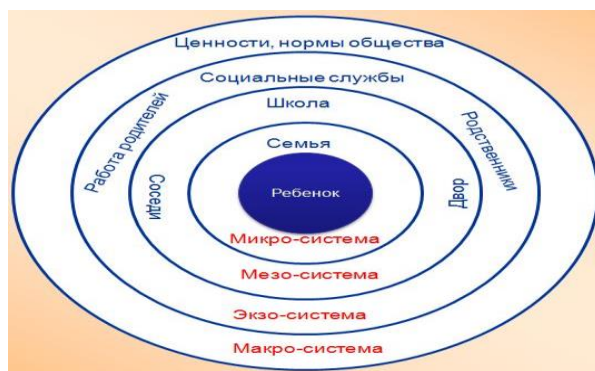 Ценности, нормы общества
Социальные службы
Работа родителей
Родственники
Школа
Соседи
Двор
Семья
Ребенок
Микро-система
Мезо-система
Экзо-система
Макро-система